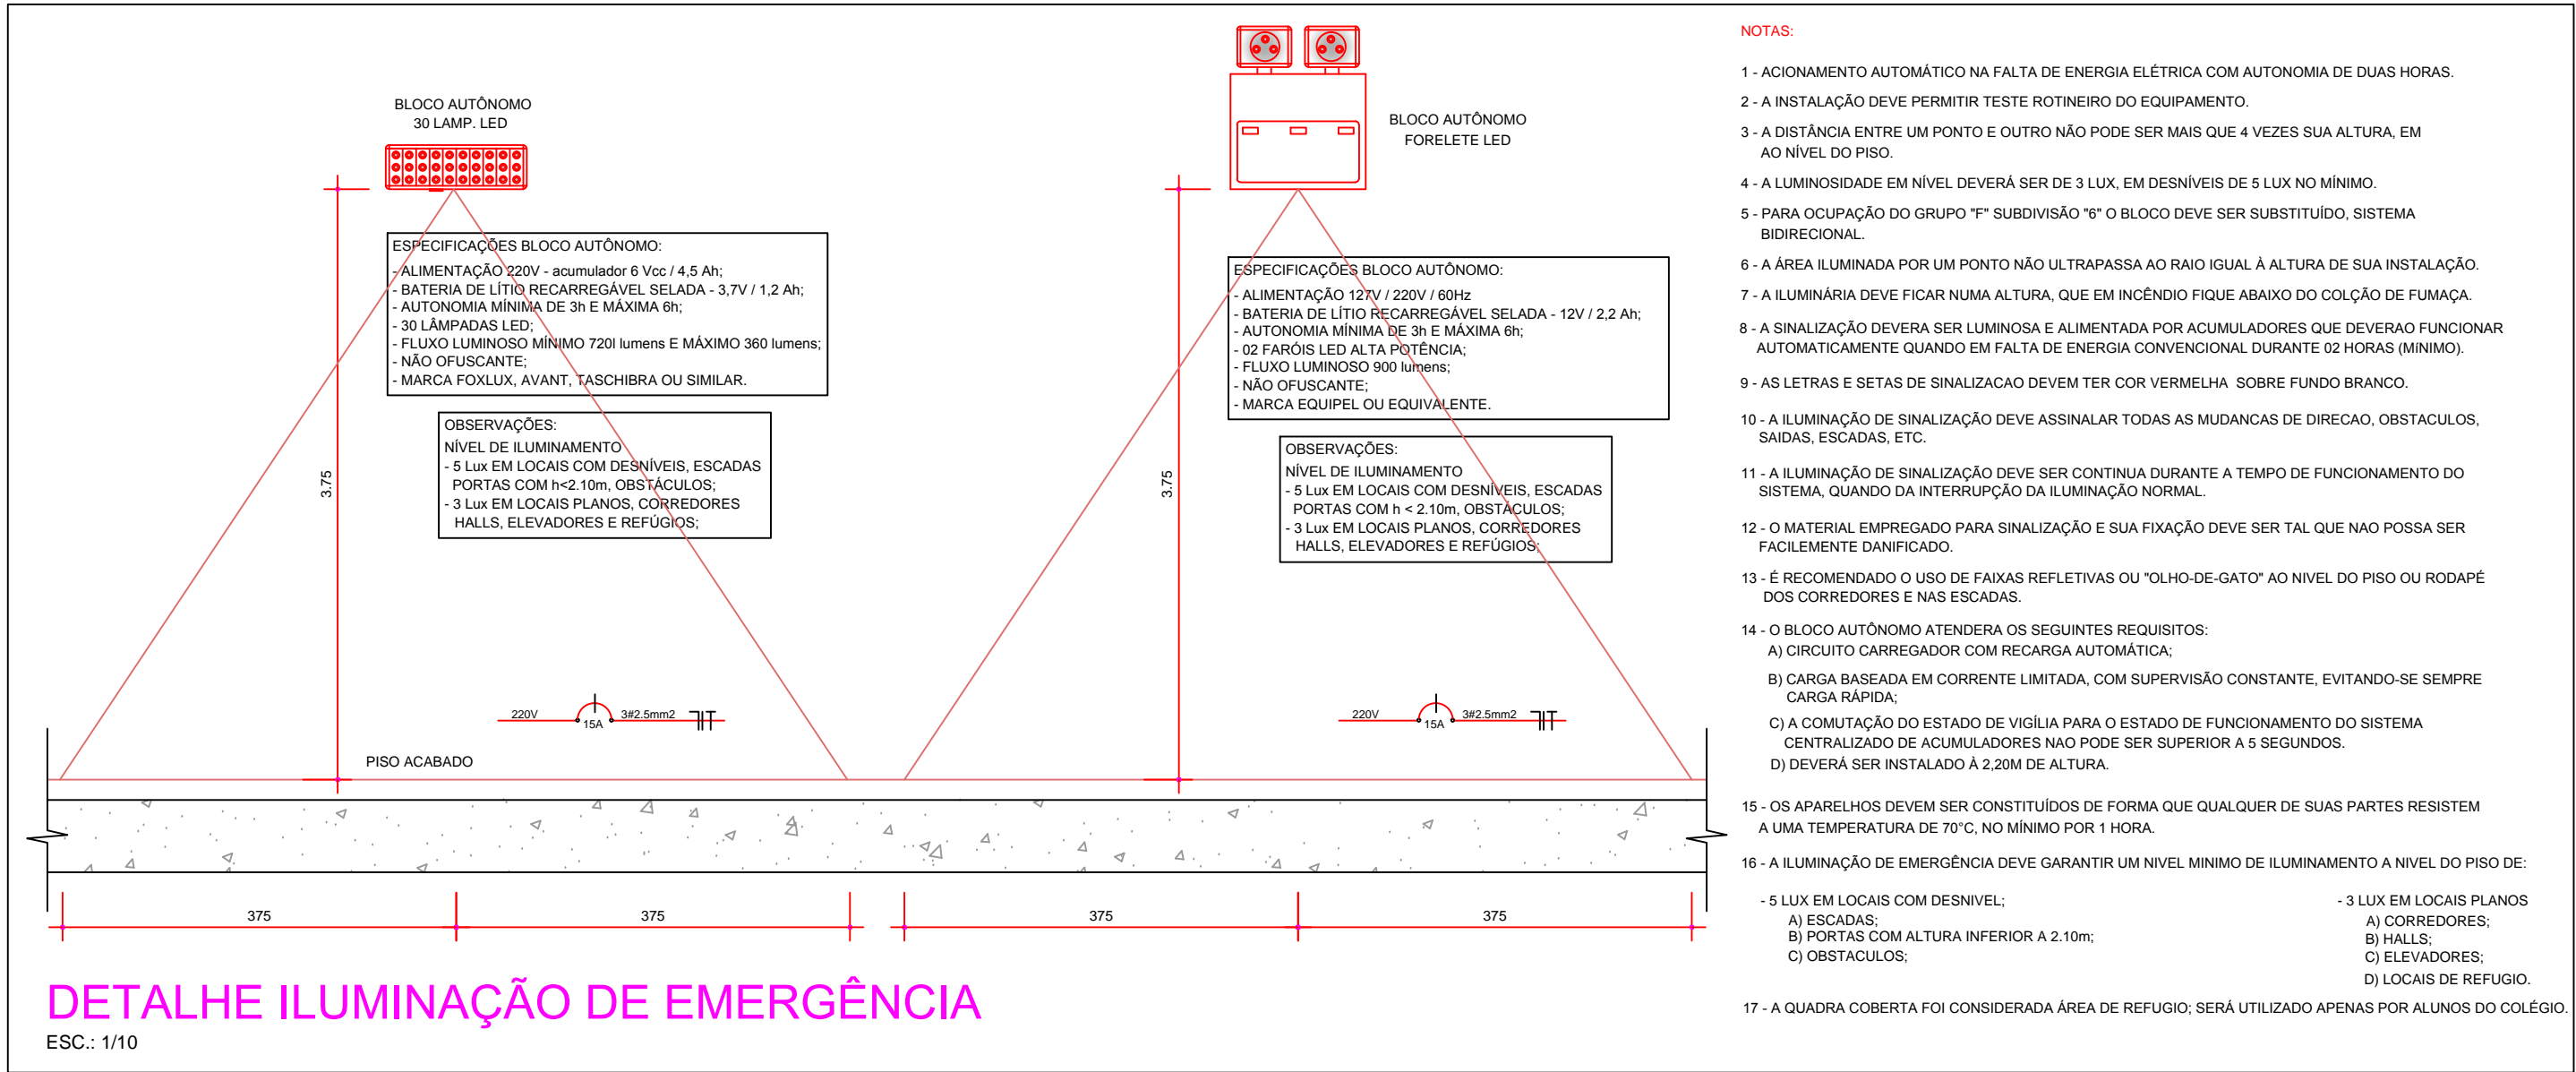 BLOCO AUTÔNOMO
30 LAMP. LED
ESPECIFICAÇÕES BLOCO AUTÔNOMO:
- ALIMENTAÇÃO 220V - acumulador 6 Vcc / 4,5 Ah;
- BATERIA DE LÍTIO RECARREGÁVEL SELADA - 3,7V / 1,2 Ah;
- AUTONOMIA MÍNIMA DE 3h E MÁXIMA 6h;
- 30 LÂMPADAS LED;
- FLUXO LUMINOSO MÍNIMO 720l lumens E MÁXIMO 360 lumens;
- NÃO OFUSCANTE;
- MARCA FOXLUX, AVANT, TASCHIBRA OU SIMILAR.
OBSERVAÇÕES:
NÍVEL DE ILUMINAMENTO
- 5 Lux EM LOCAIS COM DESNÍVEIS, ESCADAS
PORTAS COM h<2.10m, OBSTÁCULOS;
- 3 Lux EM LOCAIS PLANOS, CORREDORES
HALLS, ELEVADORES E REFÚGIOS;
3.75
220V
15A
3#2.5mm2
PISO ACABADO
375
375
BLOCO AUTÔNOMO
FORELETE LED
ESPECIFICAÇÕES BLOCO AUTÔNOMO:
- ALIMENTAÇÃO 127V / 220V / 60Hz
- BATERIA DE LÍTIO RECARREGÁVEL SELADA - 12V / 2,2 Ah;
- AUTONOMIA MÍNIMA DE 3h E MÁXIMA 6h;
- 02 FARÓIS LED ALTA POTÊNCIA;
- FLUXO LUMINOSO 900 lumens;
- NÃO OFUSCANTE;
- MARCA EQUIPEL OU EQUIVALENTE.
OBSERVAÇÕES:
NÍVEL DE ILUMINAMENTO
- 5 Lux EM LOCAIS COM DESNÍVEIS, ESCADAS
PORTAS COM h < 2.10m, OBSTÁCULOS;
- 3 Lux EM LOCAIS PLANOS, CORREDORES
HALLS, ELEVADORES E REFÚGIOS;
3.75
220V
15A
3#2.5mm2
375
375
DETALHE ILUMINAÇÃO DE EMERGÊNCIA
ESC.: 1/10
NOTAS:
1 - ACIONAMENTO AUTOMÁTICO NA FALTA DE ENERGIA ELÉTRICA COM AUTONOMIA DE DUAS HORAS.
2 - A INSTALAÇÃO DEVE PERMITIR TESTE ROTINEIRO DO EQUIPAMENTO.
3 - A DISTÂNCIA ENTRE UM PONTO E OUTRO NÃO PODE SER MAIS QUE 4 VEZES SUA ALTURA, EM
AO NÍVEL DO PISO.
4 - A LUMINOSIDADE EM NÍVEL DEVERÁ SER DE 3 LUX, EM DESNÍVEIS DE 5 LUX NO MÍNIMO.
5 - PARA OCUPAÇÃO DO GRUPO "F" SUBDIVISÃO "6" O BLOCO DEVE SER SUBSTITUÍDO, SISTEMA
BIDIRECIONAL.
6 - A ÁREA ILUMINADA POR UM PONTO NÃO ULTRAPASSA AO RAIO IGUAL À ALTURA DE SUA INSTALAÇÃO.
7 - A ILUMINÁRIA DEVE FICAR NUMA ALTURA, QUE EM INCÊNDIO FIQUE ABAIXO DO COLÇÃO DE FUMAÇA.
8 - A SINALIZAÇÃO DEVERA SER LUMINOSA E ALIMENTADA POR ACUMULADORES QUE DEVERAO FUNCIONAR
AUTOMATICAMENTE QUANDO EM FALTA DE ENERGIA CONVENCIONAL DURANTE 02 HORAS (MíNIMO).
9 - AS LETRAS E SETAS DE SINALIZACAO DEVEM TER COR VERMELHA SOBRE FUNDO BRANCO.
10 - A ILUMINAÇÃO DE SINALIZAÇÃO DEVE ASSINALAR TODAS AS MUDANCAS DE DIRECAO, OBSTACULOS,
SAIDAS, ESCADAS, ETC.
11 - A ILUMINAÇÃO DE SINALIZAÇÃO DEVE SER CONTINUA DURANTE A TEMPO DE FUNCIONAMENTO DO
SISTEMA, QUANDO DA INTERRUPÇÃO DA ILUMINAÇÃO NORMAL.
12 - O MATERIAL EMPREGADO PARA SINALIZAÇÃO E SUA FIXAÇÃO DEVE SER TAL QUE NAO POSSA SER
FACILEMENTE DANIFICADO.
13 - É RECOMENDADO O USO DE FAIXAS REFLETIVAS OU "OLHO-DE-GATO" AO NIVEL DO PISO OU RODAPÉ
DOS CORREDORES E NAS ESCADAS.
14 - O BLOCO AUTÔNOMO ATENDERA OS SEGUINTES REQUISITOS:
A) CIRCUITO CARREGADOR COM RECARGA AUTOMÁTICA;
B) CARGA BASEADA EM CORRENTE LIMITADA, COM SUPERVISÃO CONSTANTE, EVITANDO-SE SEMPRE
CARGA RÁPIDA;
C) A COMUTAÇÃO DO ESTADO DE VIGÍLIA PARA O ESTADO DE FUNCIONAMENTO DO SISTEMA
CENTRALIZADO DE ACUMULADORES NAO PODE SER SUPERIOR A 5 SEGUNDOS.
D) DEVERÁ SER INSTALADO À 2,20M DE ALTURA.
15 - OS APARELHOS DEVEM SER CONSTITUÍDOS DE FORMA QUE QUALQUER DE SUAS PARTES RESISTEM
A UMA TEMPERATURA DE 70°C, NO MÍNIMO POR 1 HORA.
16 - A ILUMINAÇÃO DE EMERGÊNCIA DEVE GARANTIR UM NIVEL MINIMO DE ILUMINAMENTO A NIVEL DO PISO DE:
- 5 LUX EM LOCAIS COM DESNIVEL;
A) ESCADAS;
B) PORTAS COM ALTURA INFERIOR A 2.10m;
C) OBSTACULOS;
- 3 LUX EM LOCAIS PLANOS
A) CORREDORES;
B) HALLS;
C) ELEVADORES;
D) LOCAIS DE REFUGIO.
17 - A QUADRA COBERTA FOI CONSIDERADA ÁREA DE REFUGIO; SERÁ UTILIZADO APENAS POR ALUNOS DO COLÉGIO.